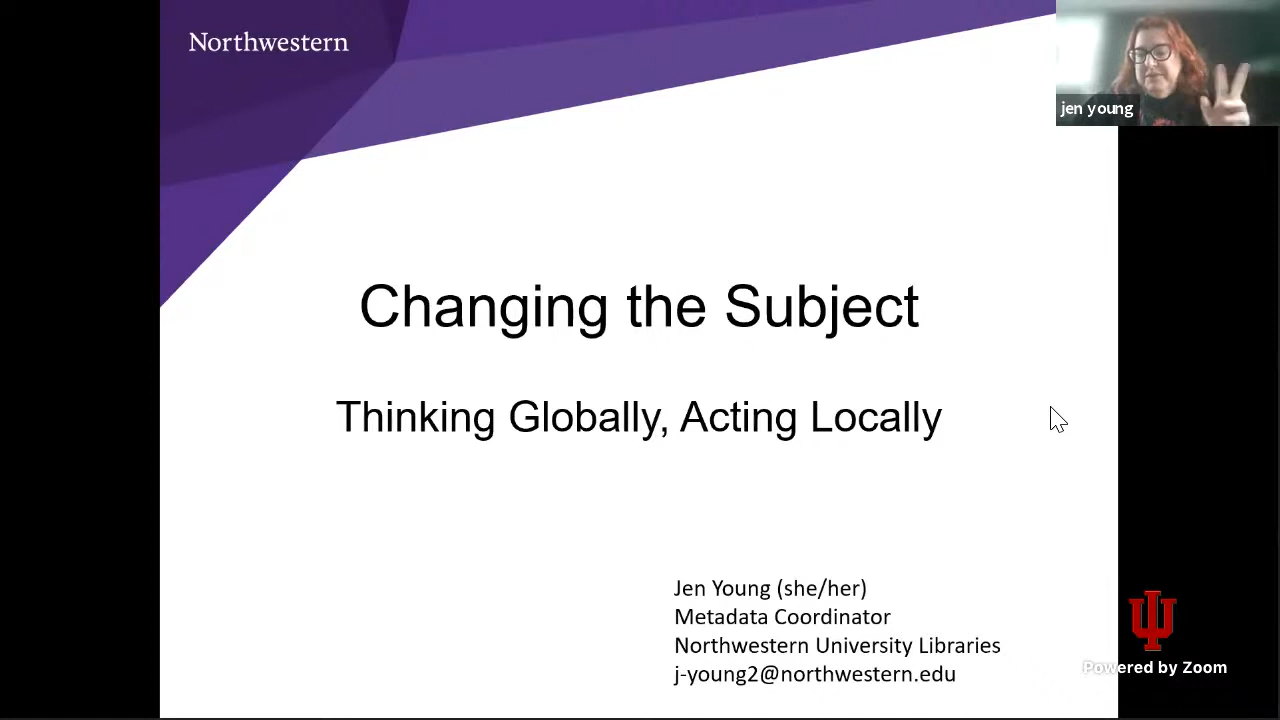 Northwestern
jen young
Changing the Subject
Thinking Globally, Acting Locally
Jen Young (she/her)
Metadata Coordinator
Northwestern University Libraries
j-young2@northwestern.edu
Powered by Zoom